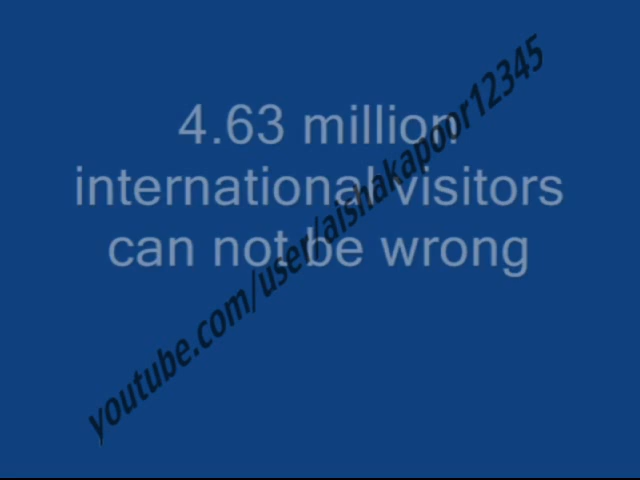 4.63 million
international visitors
can not be wrong
youtube.com/user/aishakapoor12345